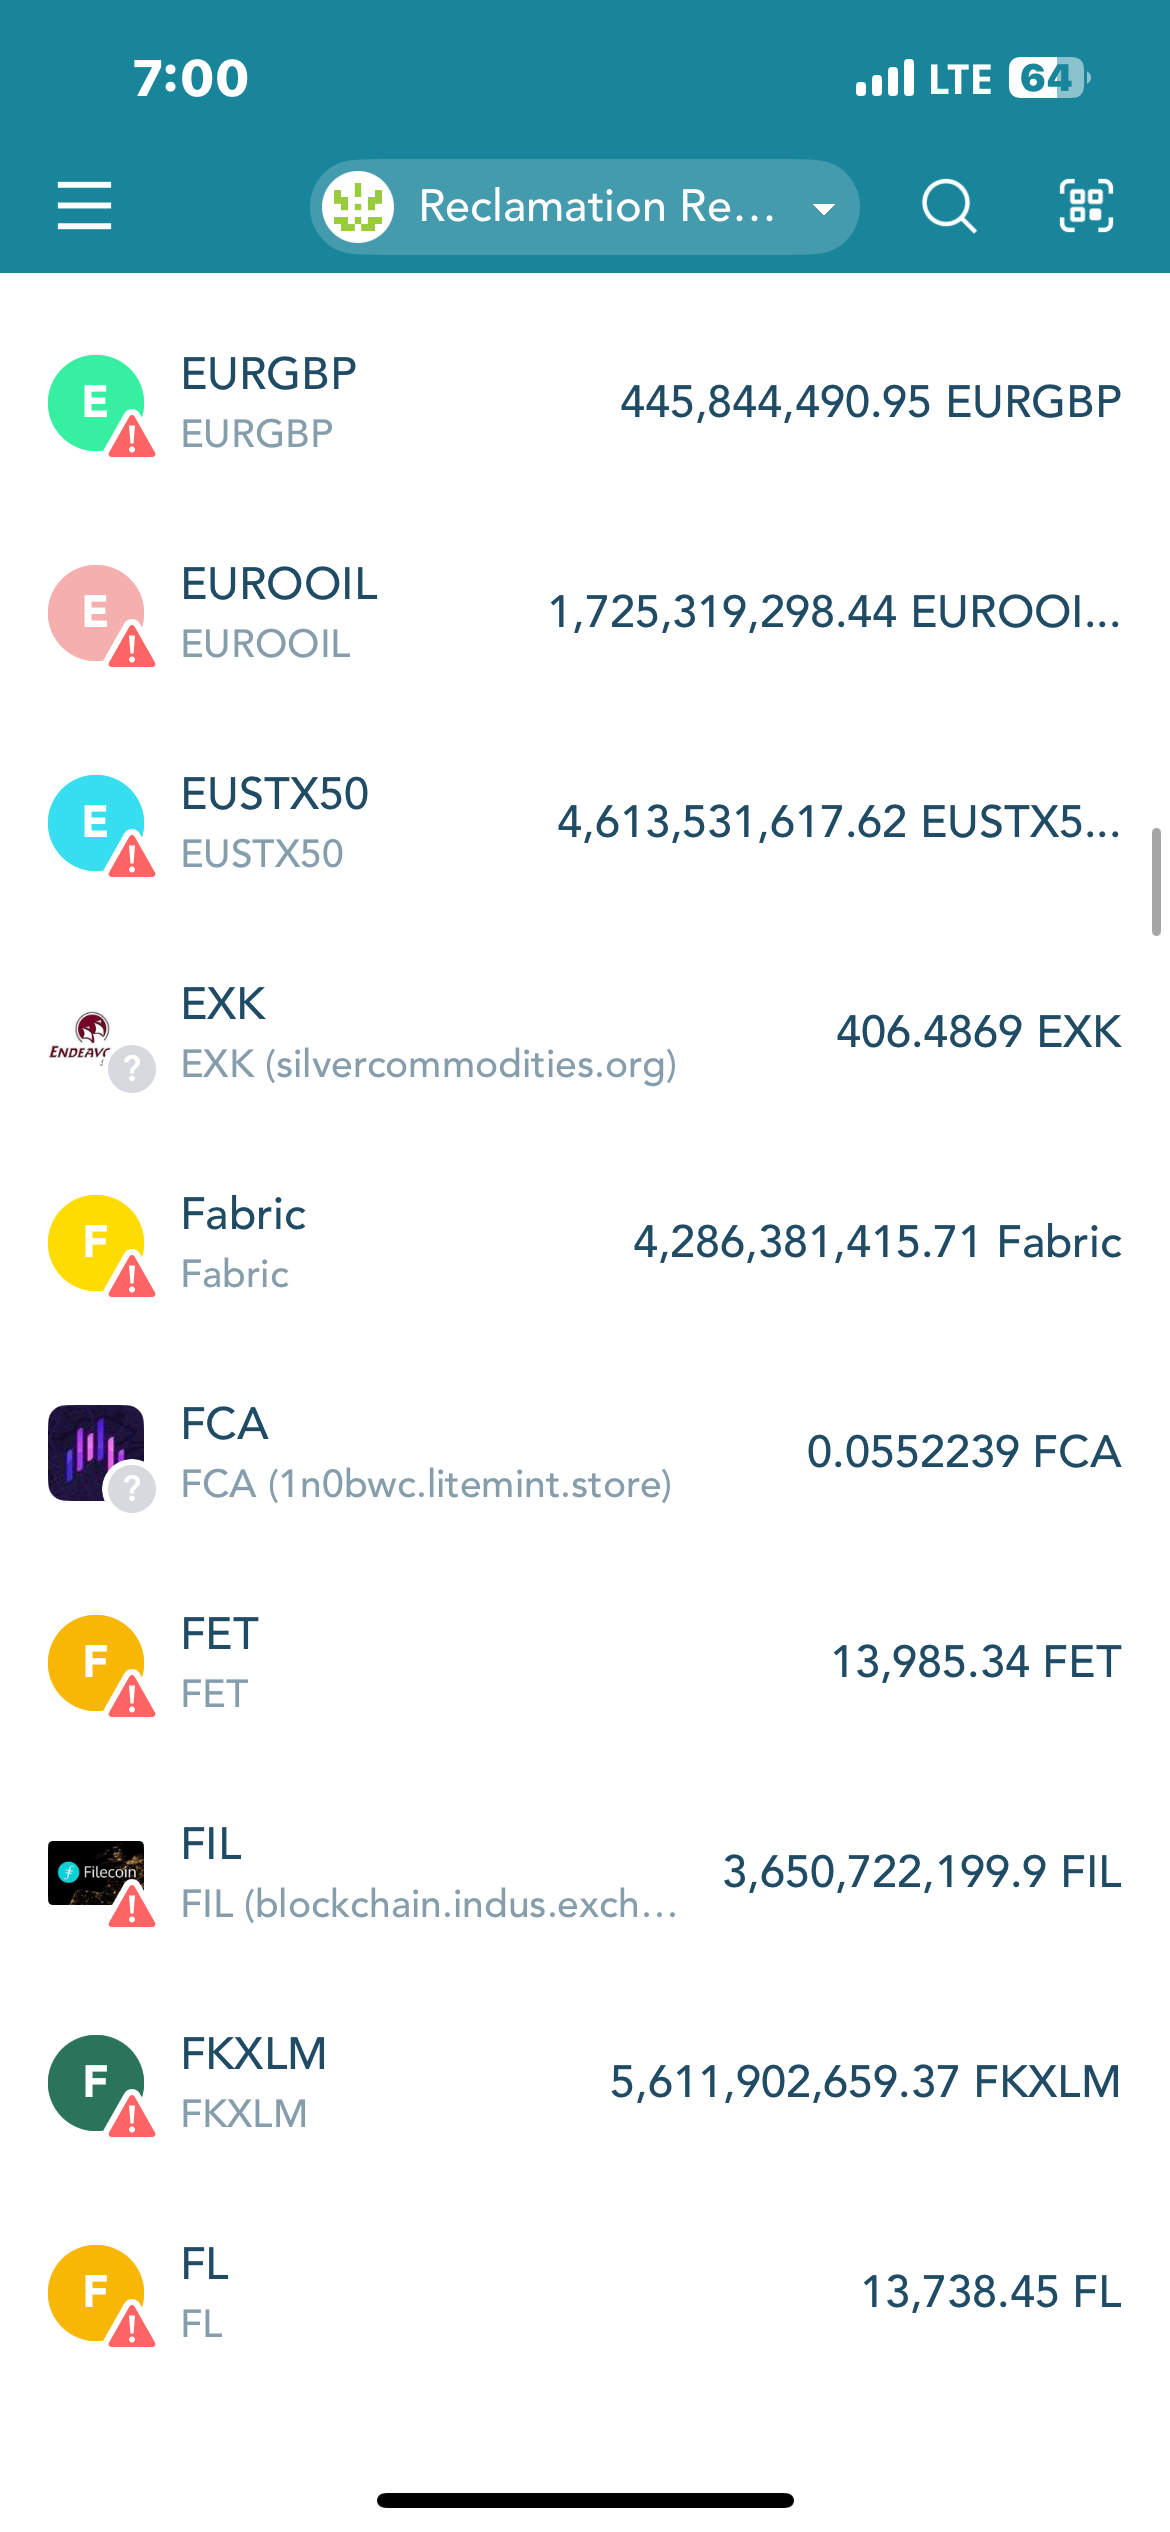 7:00
LTE 64
Reclamation Re...
E
EURGBP
EURGBP
445,844,490.95 EURGBP
E
EUROOIL
EUROOIL
1,725,319,298.44 EUROOI...
E
EUSTX50
EUSTX50
4,613,531,617.62 EUSTX5...
EXK
EXK (silvercommodities.org)
406.4869 EXK
F
Fabric
Fabric
4,286,381,415.71 Fabric
FCA
FCA (1n0bwc.litemint.store)
0.0552239 FCA
F
FET
FET
13,985.34 FET
Filecoin
FIL
FIL (blockchain.indus.exch...
3,650,722,199.9 FIL
F
FKXLM
FKXLM
5,611,902,659.37 FKXLM
F
FL
FL
13,738.45 FL